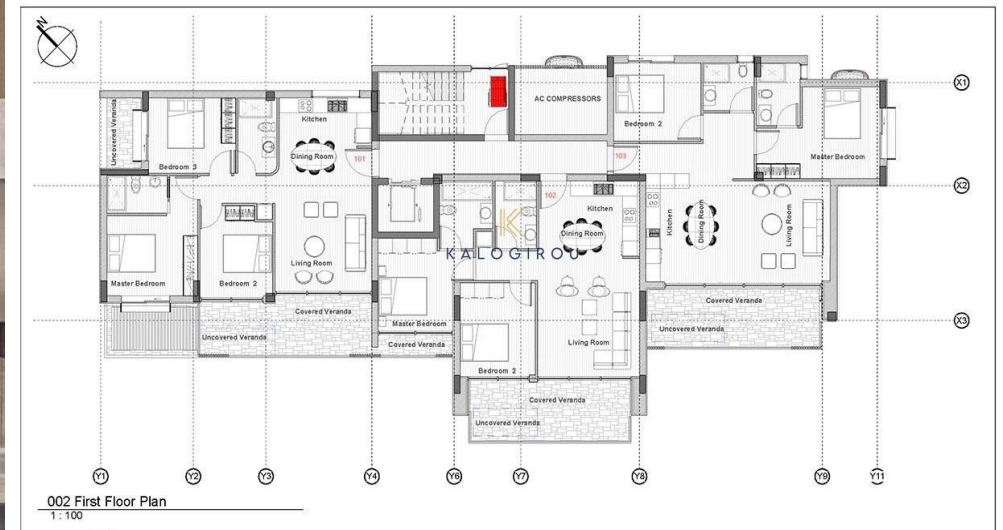 N
AC COMPRESSORS
X1
Uncovered Veranda
Kitchen
Bedroom 2
Bedroom 3
Dining Room
101
103
Master Bedroom
X2
102
Kitchen
Kitchen
Dining Room
Living Room
K
Dining Room
KALOGIROU
Living Room
Master Bedroom
Bedroom 2
Covered Veranda
Covered Veranda
X3
Master Bedroom
Uncovered Veranda
Uncovered Veranda
Covered Veranda
Living Room
Bedroom 2
Covered Veranda
Uncovered Veranda
Y1
Y2
Y3
Y4
Y6
Y7
Y8
Y9
Y11
002 First Floor Plan
1 : 100